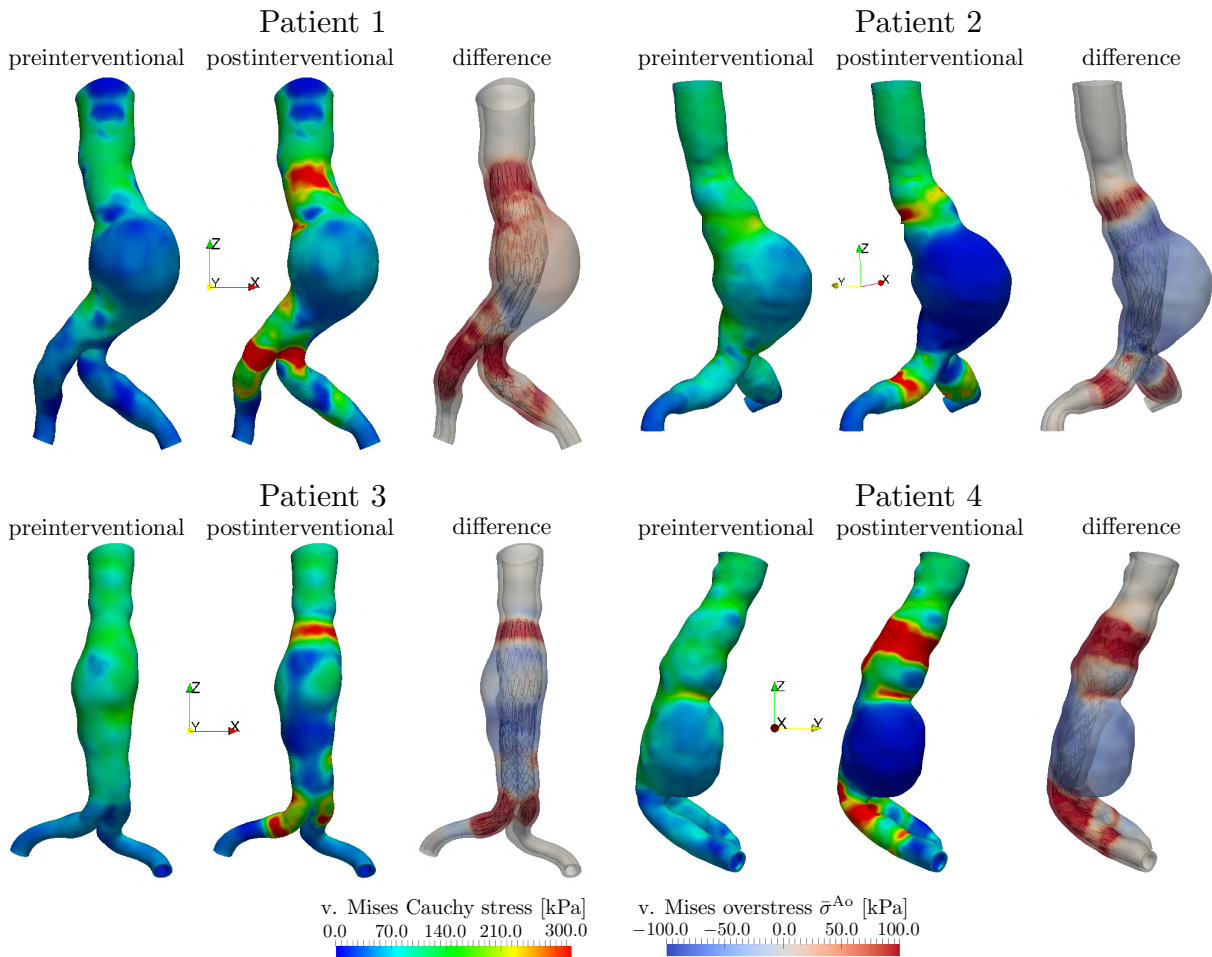 Patient 1
preinterventional postinterventional difference
Z
Y X
Patient 2
preinterventional postinterventional difference
Z
Y X
Patient 3
preinterventional postinterventional difference
Z
Y X
Patient 4
preinterventional postinterventional difference
Z
X Y
v. Mises Cauchy stress [kPa]
0.0 70.0 140.0 210.0 300.0
v. Mises overstress σ̄ᴬᵒ [kPa]
−100.0 −50.0 0.0 50.0 100.0